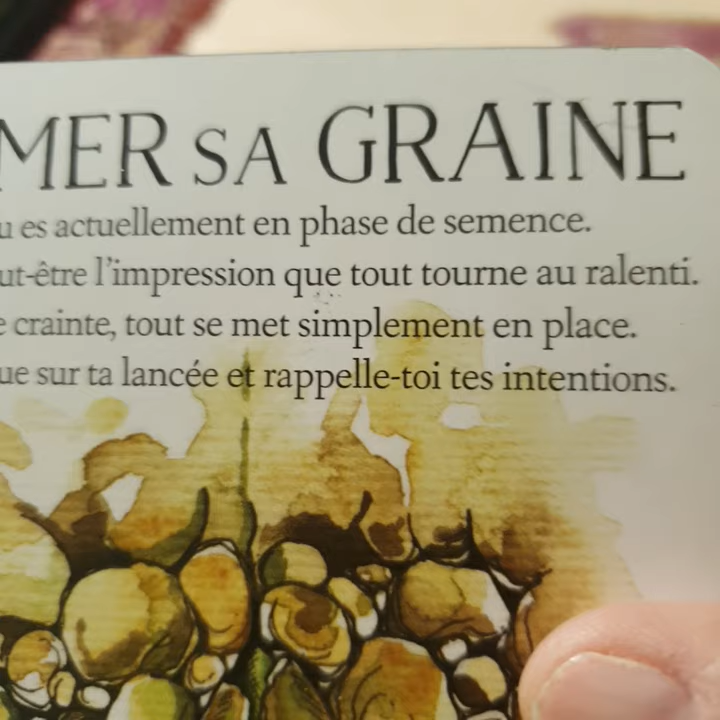 MER SA GRAINE
u es actuellement en phase de semence.
ut-être l'impression que tout tourne au ralenti.
e crainte, tout se met simplement en place.
ue sur ta lancée et rappelle-toi tes intentions.